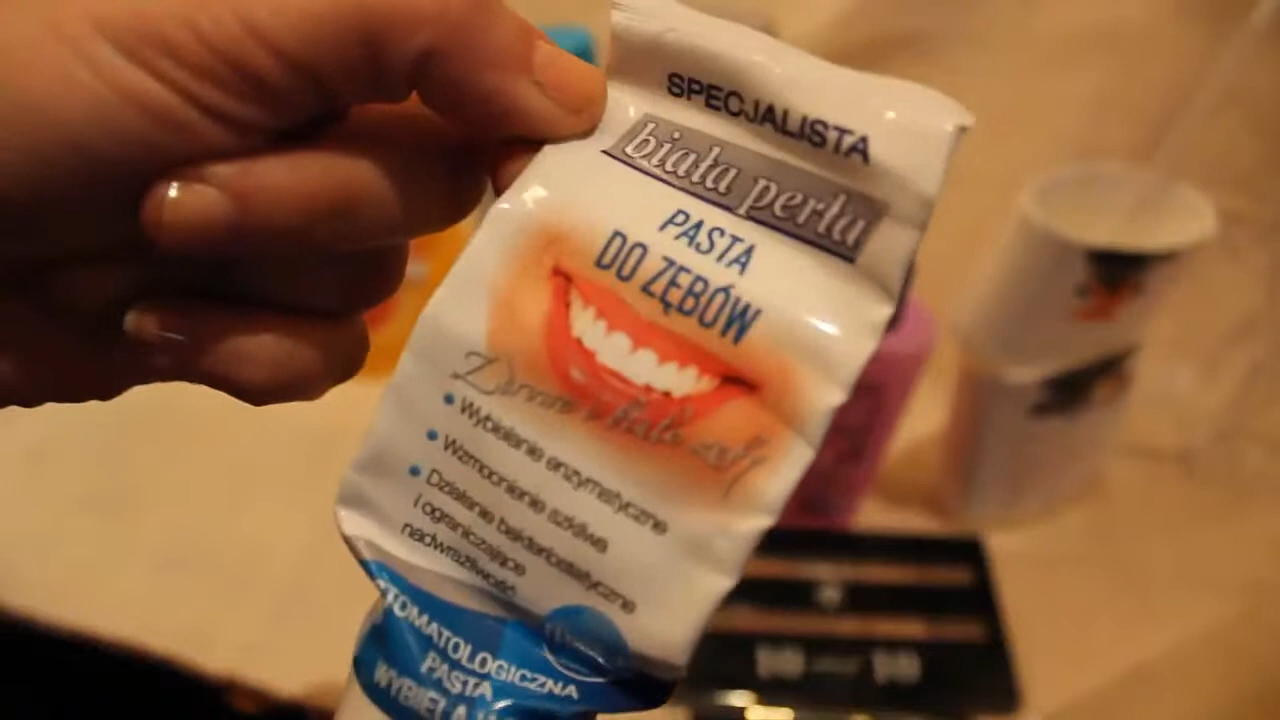 SPECJALISTA
biała perła
PASTA
DO ZĘBÓW
Wybielanie enzymatyczne
Wzmocnienie szkliwa
Działanie bakteriostatyczne
i ograniczające
nadwrażliwość
STOMATOLOGICZNA
PASTA